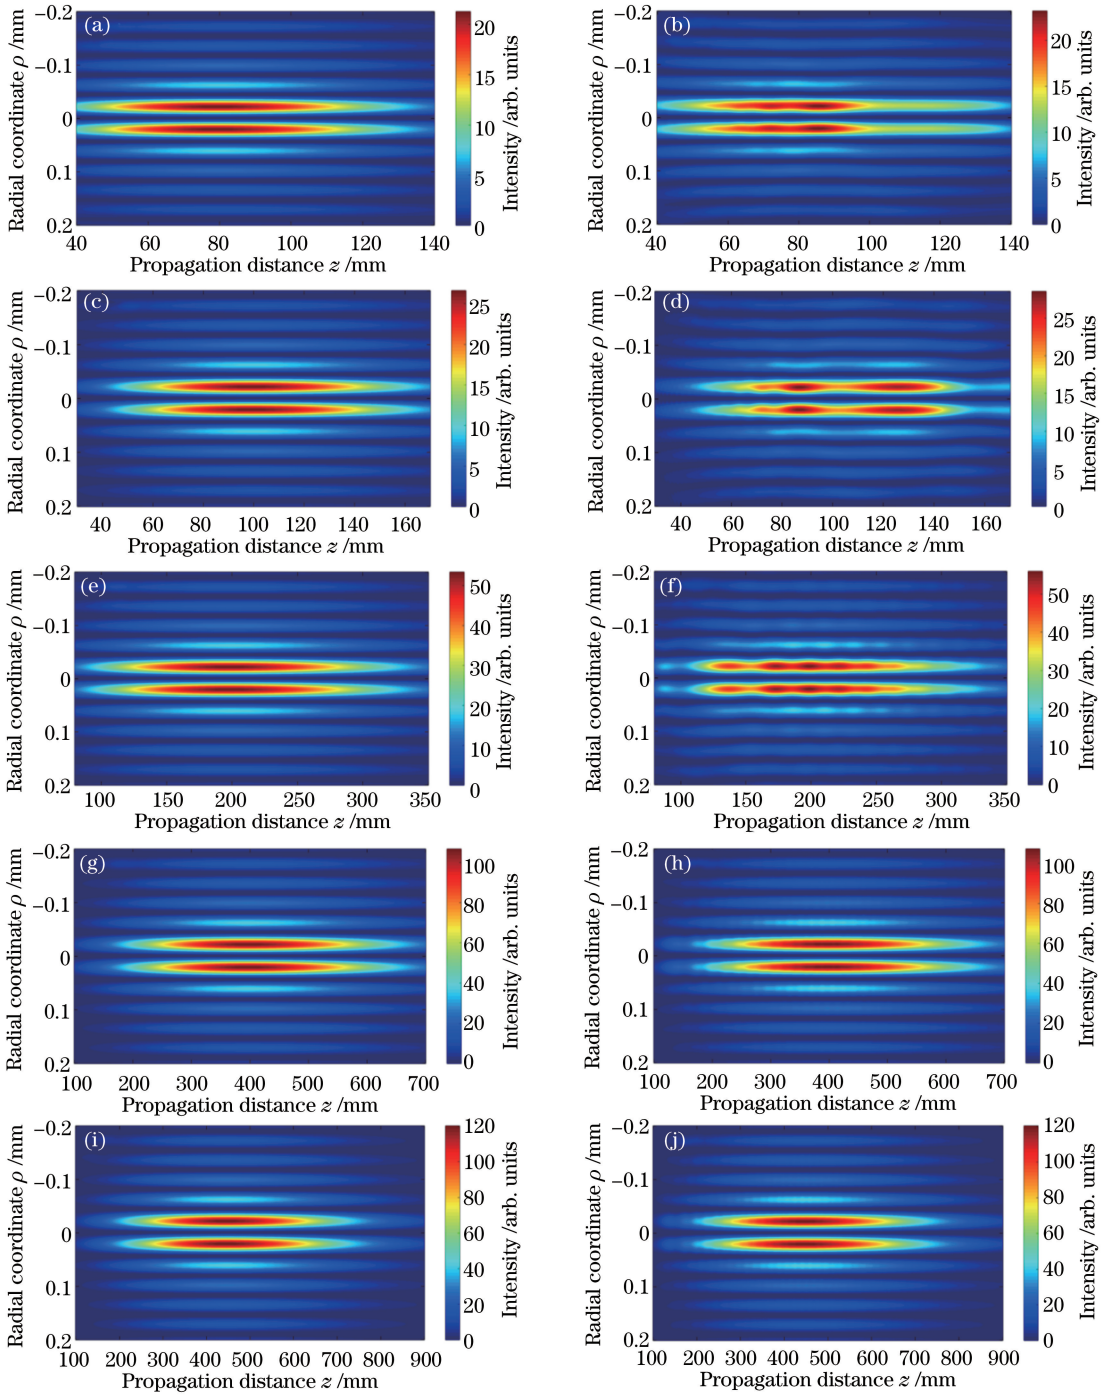 (a)
Radial coordinate ρ /mm
−0.2
−0.1
0
0.1
0.2
40 60 80 100 120 140
Propagation distance z /mm
20
15
10
5
0
Intensity /arb. units
(b)
Radial coordinate ρ /mm
−0.2
−0.1
0
0.1
0.2
40 60 80 100 120 140
Propagation distance z /mm
20
15
10
5
0
Intensity /arb. units
(c)
Radial coordinate ρ /mm
−0.2
−0.1
0
0.1
0.2
40 60 80 100 120 140 160
Propagation distance z /mm
25
20
15
10
5
0
Intensity /arb. units
(d)
Radial coordinate ρ /mm
−0.2
−0.1
0
0.1
0.2
40 60 80 100 120 140 160
Propagation distance z /mm
25
20
15
10
5
0
Intensity /arb. units
(e)
Radial coordinate ρ /mm
−0.2
−0.1
0
0.1
0.2
100 150 200 250 300 350
Propagation distance z /mm
50
40
30
20
10
0
Intensity /arb. units
(f)
Radial coordinate ρ /mm
−0.2
−0.1
0
0.1
0.2
100 150 200 250 300 350
Propagation distance z /mm
50
40
30
20
10
0
Intensity /arb. units
(g)
Radial coordinate ρ /mm
−0.2
−0.1
0
0.1
0.2
100 200 300 400 500 600 700
Propagation distance z /mm
100
80
60
40
20
0
Intensity /arb. units
(h)
Radial coordinate ρ /mm
−0.2
−0.1
0
0.1
0.2
100 200 300 400 500 600 700
Propagation distance z /mm
100
80
60
40
20
0
Intensity /arb. units
(i)
Radial coordinate ρ /mm
−0.2
−0.1
0
0.1
0.2
100 200 300 400 500 600 700 800 900
Propagation distance z /mm
120
100
80
60
40
20
0
Intensity /arb. units
(j)
Radial coordinate ρ /mm
−0.2
−0.1
0
0.1
0.2
100 200 300 400 500 600 700 800 900
Propagation distance z /mm
120
100
80
60
40
20
0
Intensity /arb. units